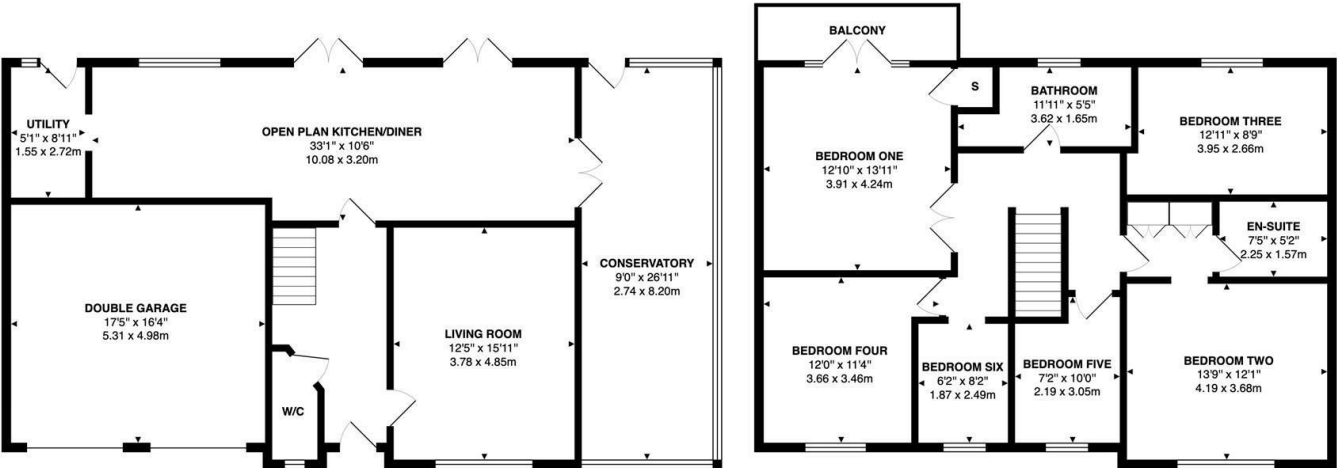 UTILITY
5'1" x 8'11"
1.55 x 2.72m
OPEN PLAN KITCHEN/DINER
33'1" x 10'6"
10.08 x 3.20m
DOUBLE GARAGE
17'5" x 16'4"
5.31 x 4.98m
W/C
LIVING ROOM
12'5" x 15'11"
3.78 x 4.85m
CONSERVATORY
9'0" x 26'11"
2.74 x 8.20m
BALCONY
BEDROOM ONE
12'10" x 13'11"
3.91 x 4.24m
S
BATHROOM
11'11" x 5'5"
3.62 x 1.65m
BEDROOM THREE
12'11" x 8'9"
3.95 x 2.66m
EN-SUITE
7'5" x 5'2"
2.25 x 1.57m
BEDROOM FOUR
12'0" x 11'4"
3.66 x 3.46m
BEDROOM SIX
6'2" x 8'2"
1.87 x 2.49m
BEDROOM FIVE
7'2" x 10'0"
2.19 x 3.05m
BEDROOM TWO
13'9" x 12'1"
4.19 x 3.68m